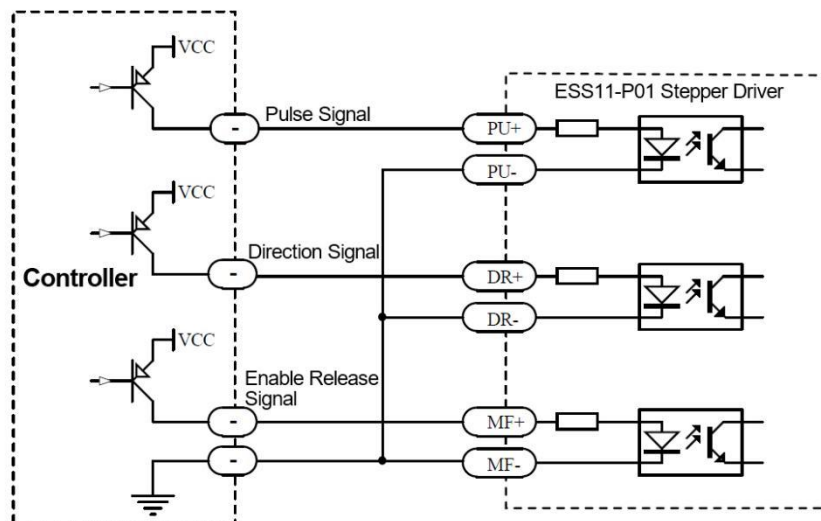 VCC
ESS11-P01 Stepper Driver
-
Pulse Signal
PU+
PU-
VCC
Controller
-
Direction Signal
DR+
DR-
VCC
Enable Release
Signal
-
MF+
-
MF-